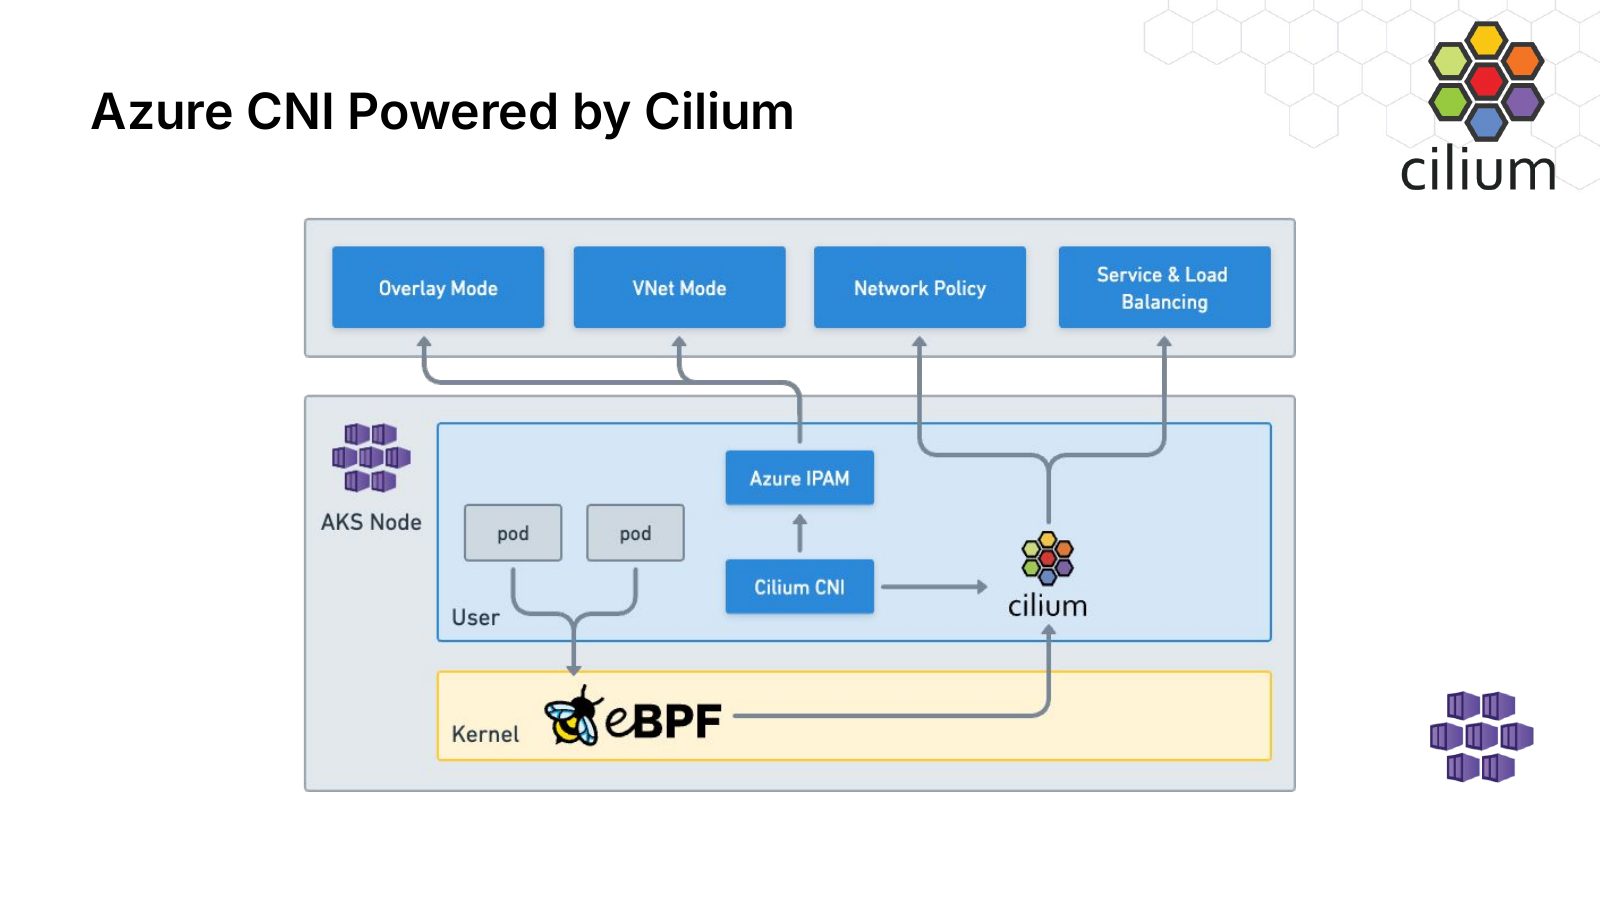 Azure CNI Powered by Cilium
cilium
Overlay Mode
VNet Mode
Network Policy
Service & Load
Balancing
AKS Node
Azure IPAM
pod
pod
Cilium CNI
cilium
User
Kernel
eBPF